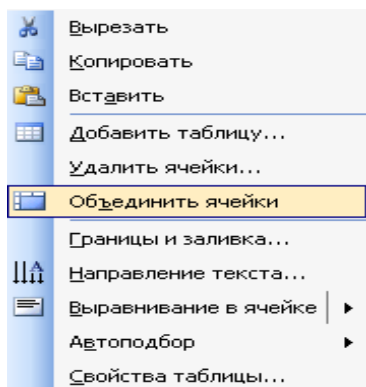 Вырезать
Копировать
Вставить
Добавить таблицу...
Удалить ячейки...
Объединить ячейки
Границы и заливка...
Направление текста...
Выравнивание в ячейке
Автоподбор
Свойства таблицы...